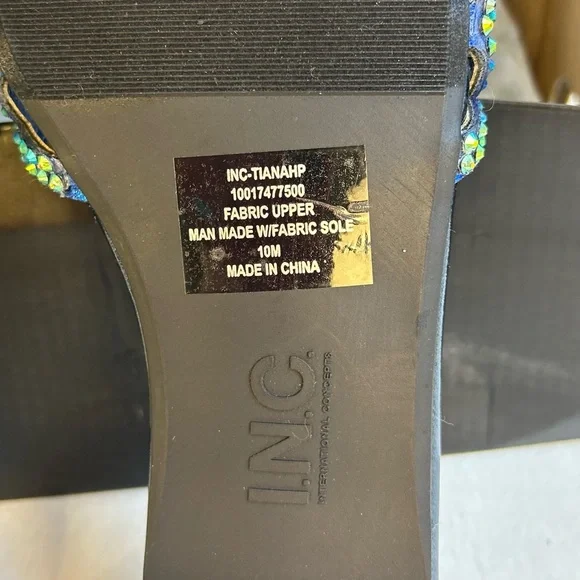 INC-TIANAHP
10017477500
FABRIC UPPER
MAN MADE W/FABRIC SOLE
10M
MADE IN CHINA
I.N.C.
INTERNATIONAL CONCEPTS